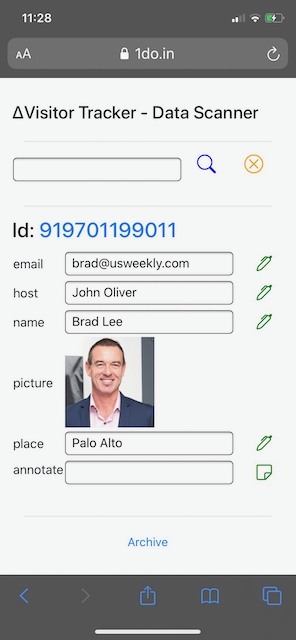 11:28
AA 1do.in
ΔVisitor Tracker - Data Scanner
Id: 919701199011
email brad@usweekly.com
host John Oliver
name Brad Lee
picture
place Palo Alto
annotate
Archive